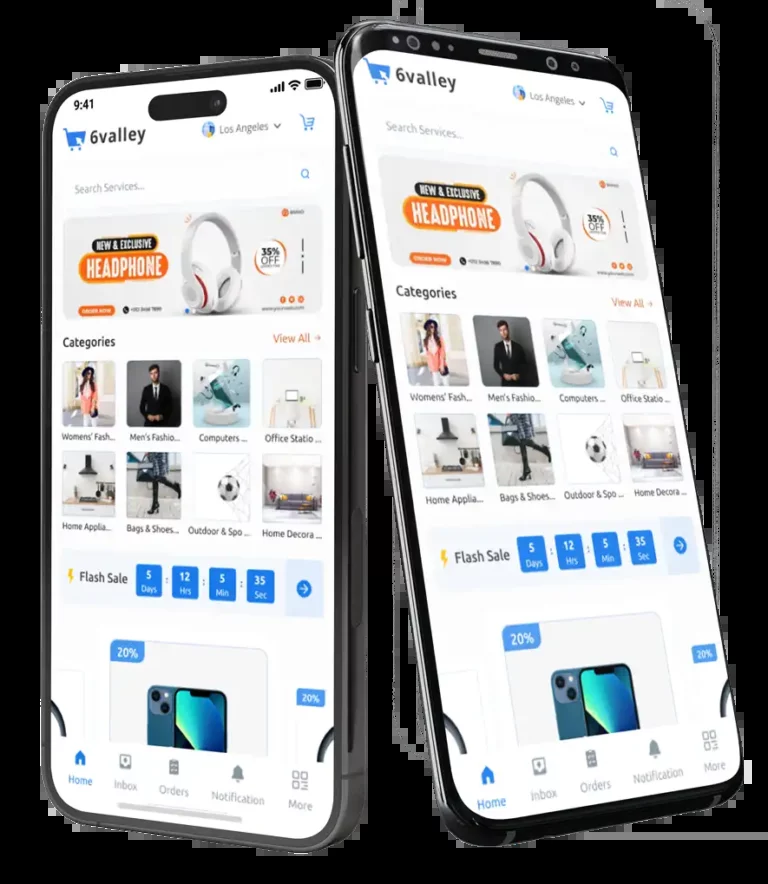 9:41
6valley
Los Angeles
Search Services...
NEW & EXCLUSIVE
HEADPHONE
35%
OFF
ORDER NOW
Categories
View All →
Womens' Fash...
Men's Fashio...
Computers ...
Office Statio ...
Home Applia...
Bags & Shoes...
Outdoor & Spo ...
Home Decora ...
Flash Sale
5 : 12 : 5 : 35
Days Hrs Min Sec
20%
20%
Home
Inbox
Orders
Notification
More
6valley
Los Angeles
Search Services...
NEW & EXCLUSIVE
HEADPHONE
35%
OFF
ORDER NOW
Categories
View All →
Womens' Fash...
Men's Fashio...
Computers ...
Office Statio ...
Home Applia...
Bags & Shoes...
Outdoor & Spo ...
Home Decora ...
Flash Sale
5 : 12 : 5 : 35
Days Hrs Min Sec
20%
20%
Home
Inbox
Orders
Notification
More